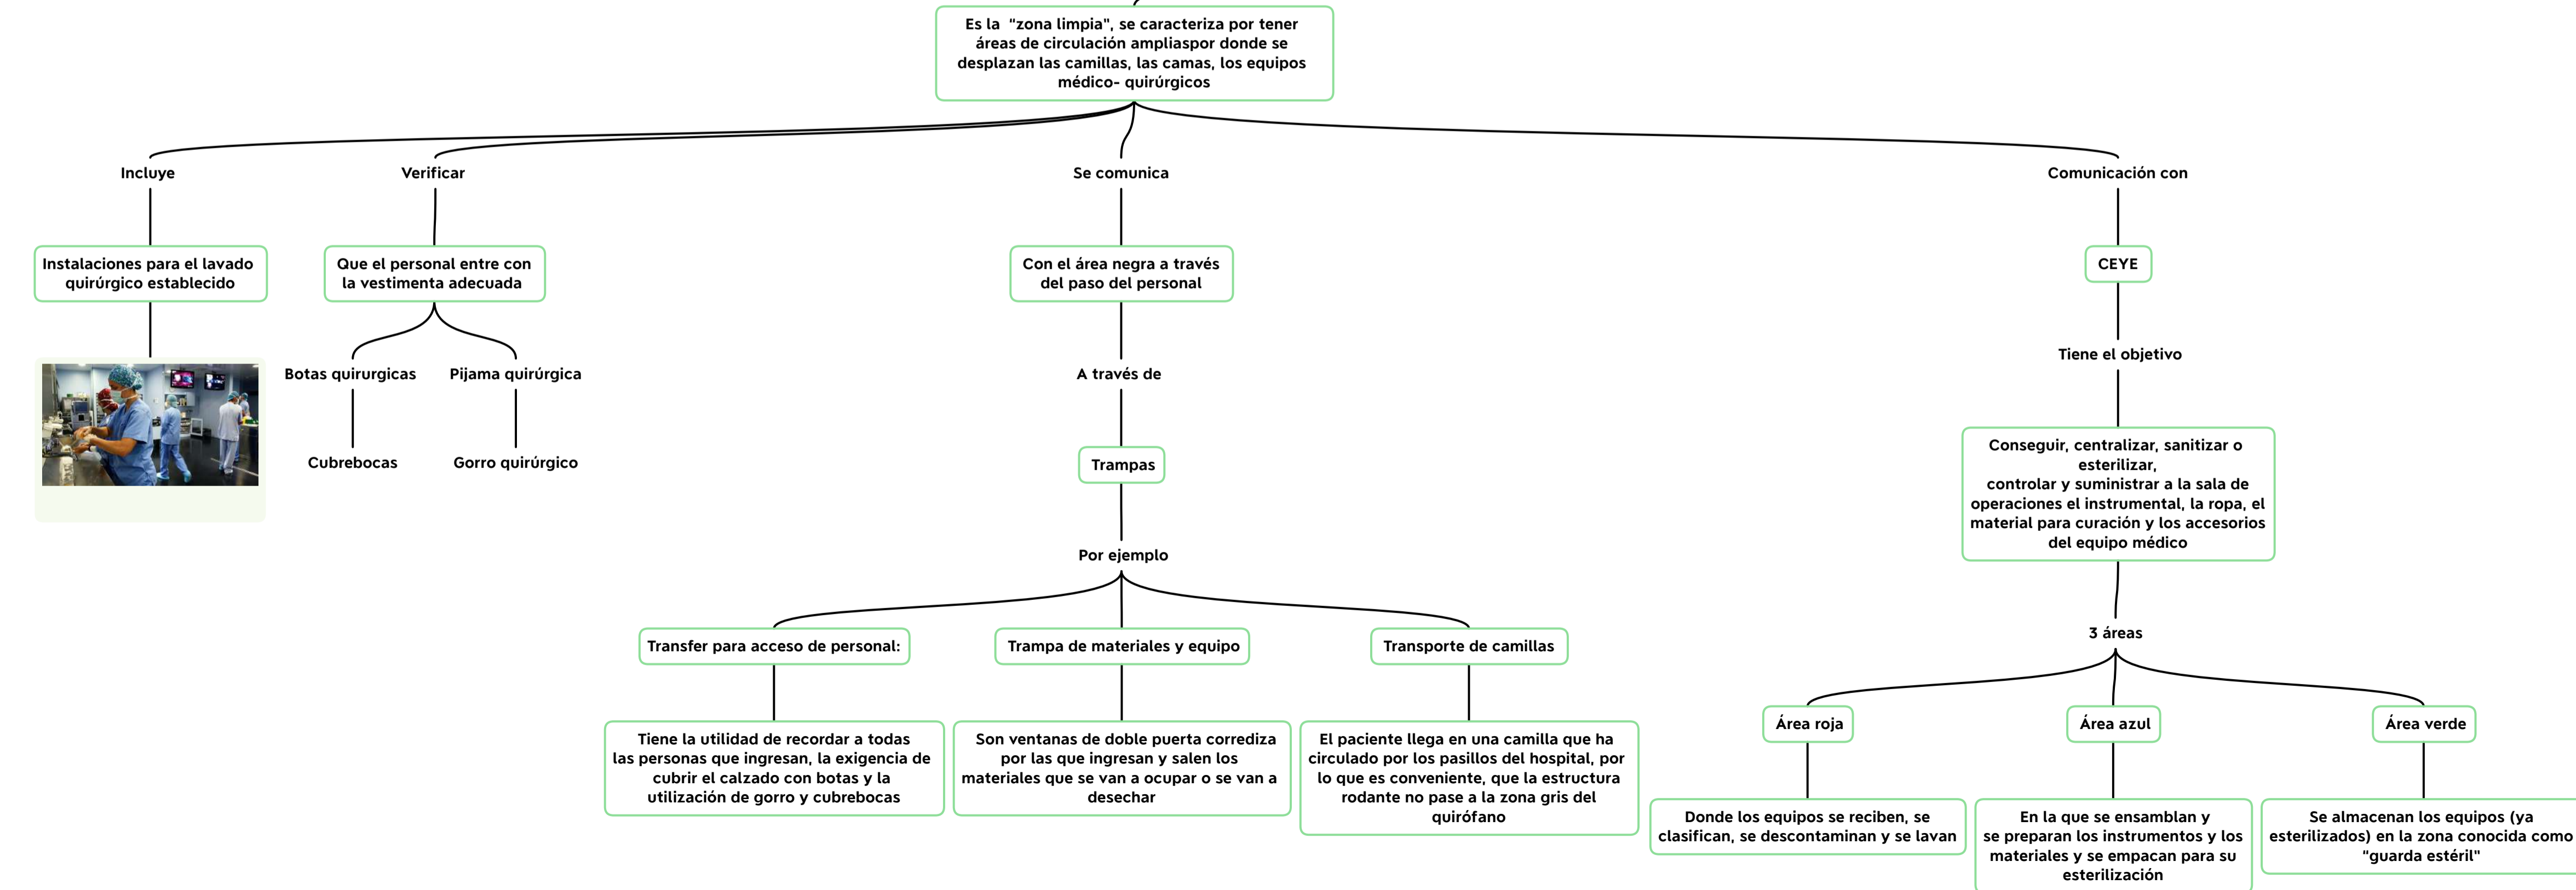 Es la "zona limpia", se caracteriza por tener
áreas de circulación ampliaspor donde se
desplazan las camillas, las camas, los equipos
médico- quirúrgicos
Incluye
Instalaciones para el lavado
quirúrgico establecido
Verificar
Que el personal entre con
la vestimenta adecuada
Botas quirurgicas
Cubrebocas
Pijama quirúrgica
Gorro quirúrgico
Se comunica
Con el área negra a través
del paso del personal
A través de
Trampas
Por ejemplo
Transfer para acceso de personal:
Tiene la utilidad de recordar a todas
las personas que ingresan, la exigencia de
cubrir el calzado con botas y la
utilización de gorro y cubrebocas
Trampa de materiales y equipo
Son ventanas de doble puerta corrediza
por las que ingresan y salen los
materiales que se van a ocupar o se van a
desechar
Transporte de camillas
El paciente llega en una camilla que ha
circulado por los pasillos del hospital, por
lo que es conveniente, que la estructura
rodante no pase a la zona gris del
quirófano
Comunicación con
CEYE
Tiene el objetivo
Conseguir, centralizar, sanitizar o
esterilizar,
controlar y suministrar a la sala de
operaciones el instrumental, la ropa, el
material para curación y los accesorios
del equipo médico
3 áreas
Área roja
Donde los equipos se reciben, se
clasifican, se descontaminan y se lavan
Área azul
En la que se ensamblan y
se preparan los instrumentos y los
materiales y se empacan para su
esterilización
Área verde
Se almacenan los equipos (ya
esterilizados) en la zona conocida como
"guarda estéril"